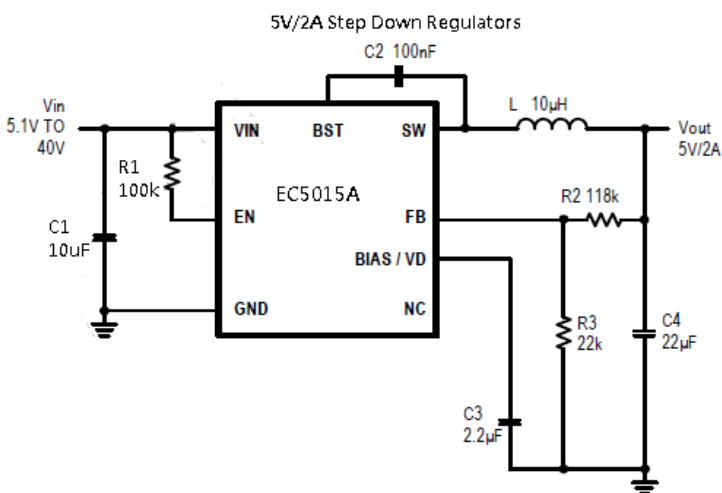 5V/2A Step Down Regulators
C2 100nF
Vin
5.1V TO
40V
L 10µH
Vout
5V/2A
VIN
BST
SW
R1
100k
EC5015A
R2 118k
EN
FB
C1
10uF
BIAS / VD
GND
NC
R3
22k
C4
22µF
C3
2.2µF